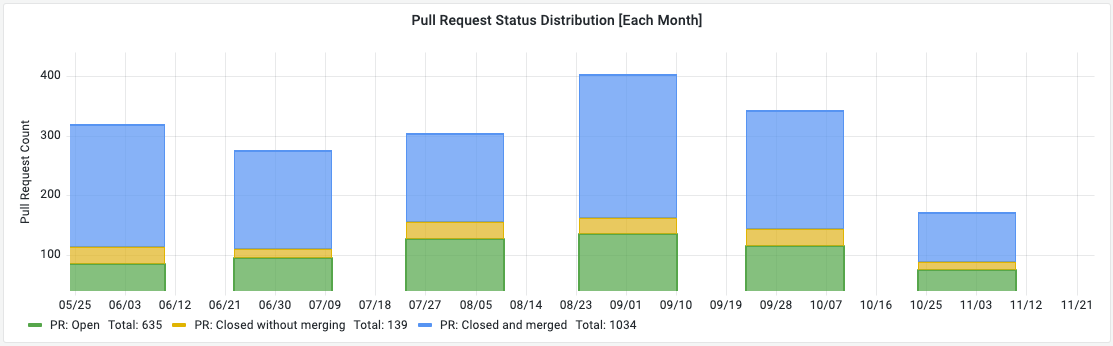 Pull Request Status Distribution [Each Month]
400
300
200
100
Pull Request Count
05/25 06/03 06/12 06/21 06/30 07/09 07/18 07/27 08/05 08/14 08/23 09/01 09/10 09/19 09/28 10/07 10/16 10/25 11/03 11/12 11/21
PR: Open Total: 635 PR: Closed without merging Total: 139 PR: Closed and merged Total: 1034